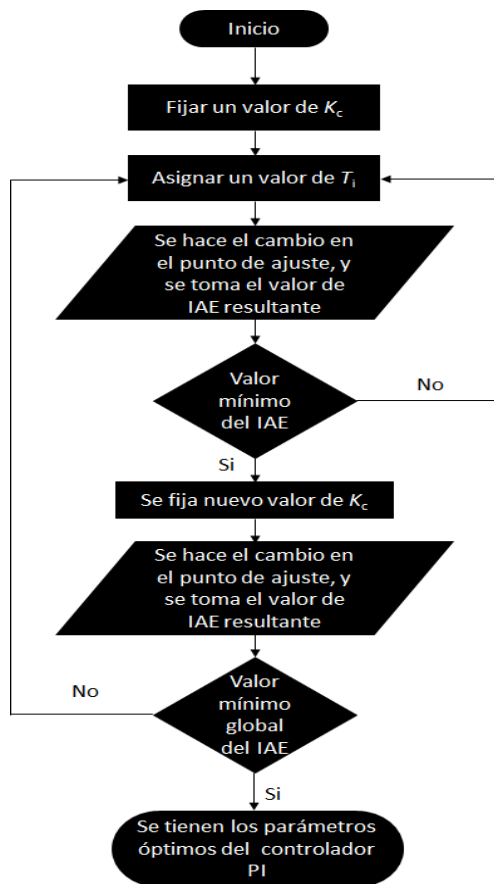 Inicio
Fijar un valor de Kc
Asignar un valor de Ti
Se hace el cambio en
el punto de ajuste, y
se toma el valor de
IAE resultante
Valor
mínimo
del IAE
No
Si
Se fija nuevo valor de Kc
Se hace el cambio en
el punto de ajuste, y
se toma el valor de
IAE resultante
No
Valor
mínimo
global
del IAE
Si
Se tienen los parámetros
óptimos del controlador
PI